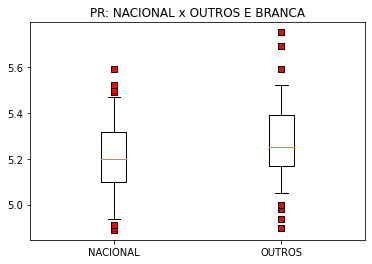 PR: NACIONAL x OUTROS E BRANCA
5.6
5.4
5.2
5.0
NACIONAL
OUTROS